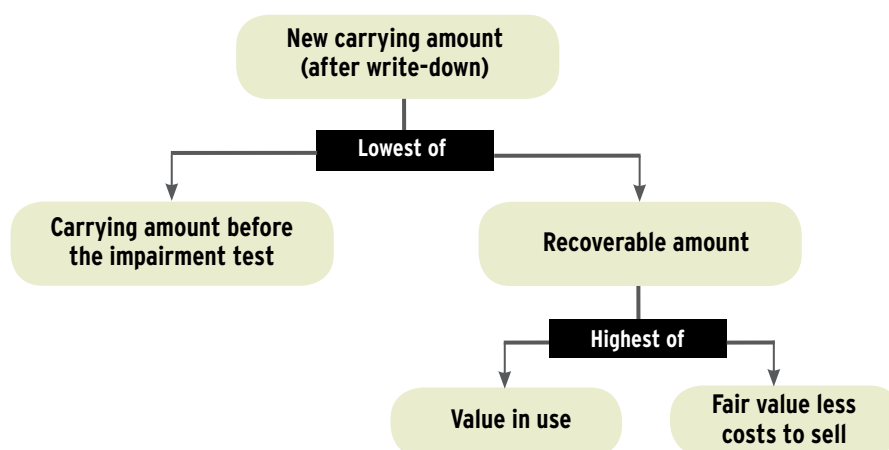 New carrying amount
(after write-down)
Lowest of
Carrying amount before
the impairment test
Recoverable amount
Highest of
Value in use
Fair value less
costs to sell